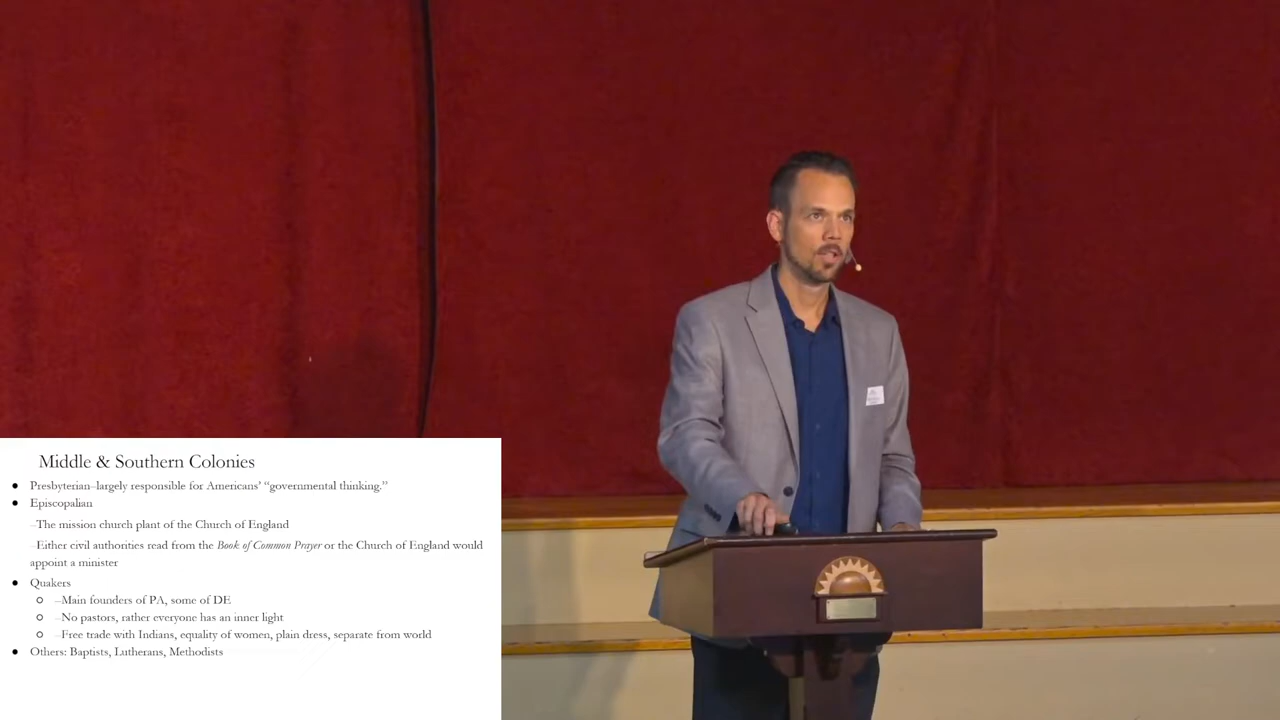 Middle & Southern Colonies
● Presbyterian–largely responsible for Americans’ “governmental thinking.”
● Episcopalian
–The mission church plant of the Church of England
–Either civil authorities read from the Book of Common Prayer or the Church of England would
appoint a minister
● Quakers
○ –Main founders of PA, some of DE
○ –No pastors, rather everyone has an inner light
○ –Free trade with Indians, equality of women, plain dress, separate from world
● Others: Baptists, Lutherans, Methodists